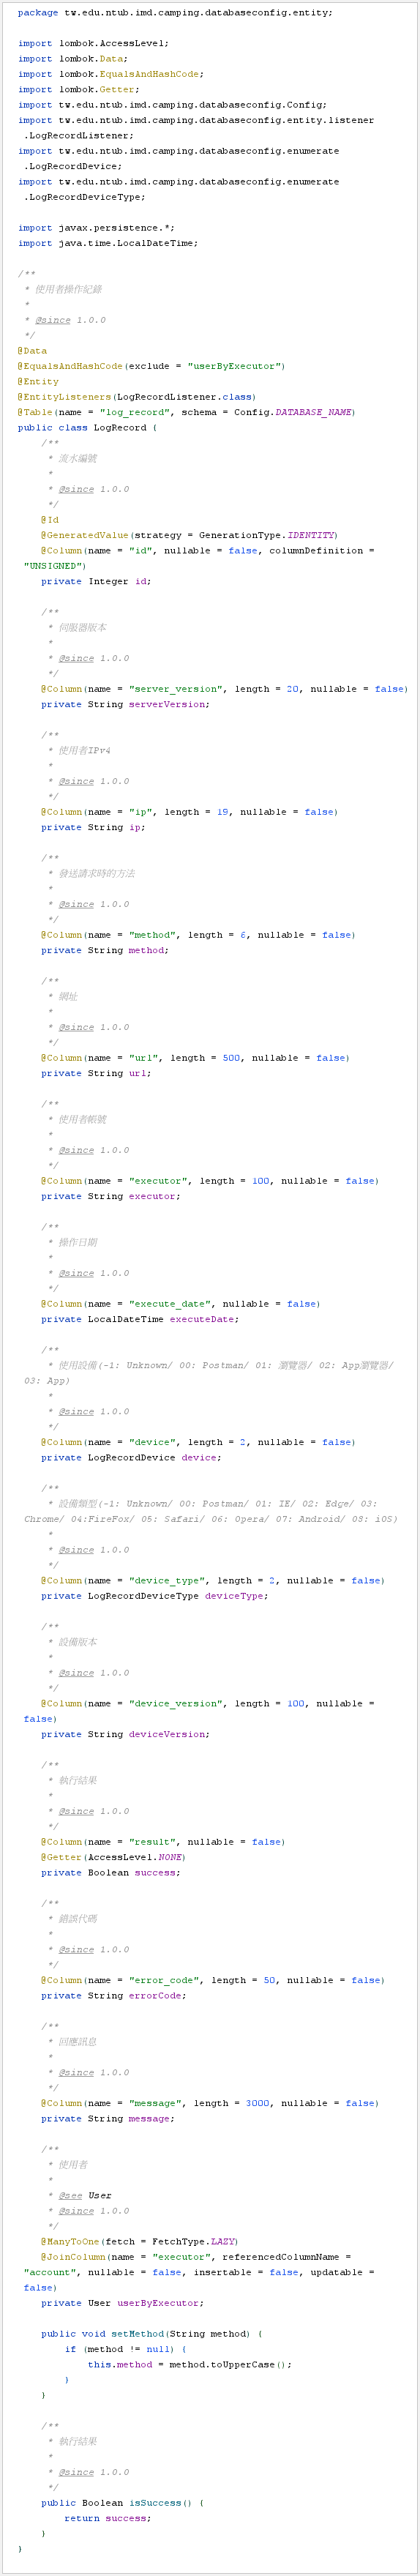 package tw.edu.ntub.imd.camping.databaseconfig.entity;
import lombok.AccessLevel;
import lombok.Data;
import lombok.EqualsAndHashCode;
import lombok.Getter;
import tw.edu.ntub.imd.camping.databaseconfig.Config;
import tw.edu.ntub.imd.camping.databaseconfig.entity.listener
.LogRecordListener;
import tw.edu.ntub.imd.camping.databaseconfig.enumerate
.LogRecordDevice;
import tw.edu.ntub.imd.camping.databaseconfig.enumerate
.LogRecordDeviceType;
import javax.persistence.*;
import java.time.LocalDateTime;
/**
* 使用者操作紀錄
*
* @since 1.0.0
*/
@Data
@EqualsAndHashCode(exclude = "userByExecutor")
@Entity
@EntityListeners(LogRecordListener.class)
@Table(name = "log_record", schema = Config.DATABASE_NAME)
public class LogRecord {
/**
* 流水編號
*
* @since 1.0.0
*/
@Id
@GeneratedValue(strategy = GenerationType.IDENTITY)
@Column(name = "id", nullable = false, columnDefinition =
"UNSIGNED")
private Integer id;
/**
* 伺服器版本
*
* @since 1.0.0
*/
@Column(name = "server_version", length = 20, nullable = false)
private String serverVersion;
/**
* 使用者IPv4
*
* @since 1.0.0
*/
@Column(name = "ip", length = 19, nullable = false)
private String ip;
/**
* 發送請求時的方法
*
* @since 1.0.0
*/
@Column(name = "method", length = 6, nullable = false)
private String method;
/**
* 網址
*
* @since 1.0.0
*/
@Column(name = "url", length = 500, nullable = false)
private String url;
/**
* 使用者帳號
*
* @since 1.0.0
*/
@Column(name = "executor", length = 100, nullable = false)
private String executor;
/**
* 操作日期
*
* @since 1.0.0
*/
@Column(name = "execute_date", nullable = false)
private LocalDateTime executeDate;
/**
* 使用設備(-1: Unknown/ 00: Postman/ 01: 瀏覽器/ 02: App瀏覽器/
03: App)
*
* @since 1.0.0
*/
@Column(name = "device", length = 2, nullable = false)
private LogRecordDevice device;
/**
* 設備類型(-1: Unknown/ 00: Postman/ 01: IE/ 02: Edge/ 03:
Chrome/ 04:FireFox/ 05: Safari/ 06: Opera/ 07: Android/ 08: iOS)
*
* @since 1.0.0
*/
@Column(name = "device_type", length = 2, nullable = false)
private LogRecordDeviceType deviceType;
/**
* 設備版本
*
* @since 1.0.0
*/
@Column(name = "device_version", length = 100, nullable =
false)
private String deviceVersion;
/**
* 執行結果
*
* @since 1.0.0
*/
@Column(name = "result", nullable = false)
@Getter(AccessLevel.NONE)
private Boolean success;
/**
* 錯誤代碼
*
* @since 1.0.0
*/
@Column(name = "error_code", length = 50, nullable = false)
private String errorCode;
/**
* 回應訊息
*
* @since 1.0.0
*/
@Column(name = "message", length = 3000, nullable = false)
private String message;
/**
* 使用者
*
* @see User
* @since 1.0.0
*/
@ManyToOne(fetch = FetchType.LAZY)
@JoinColumn(name = "executor", referencedColumnName =
"account", nullable = false, insertable = false, updatable =
false)
private User userByExecutor;
public void setMethod(String method) {
if (method != null) {
this.method = method.toUpperCase();
}
}
/**
* 執行結果
*
* @since 1.0.0
*/
public Boolean isSuccess() {
return success;
}
}